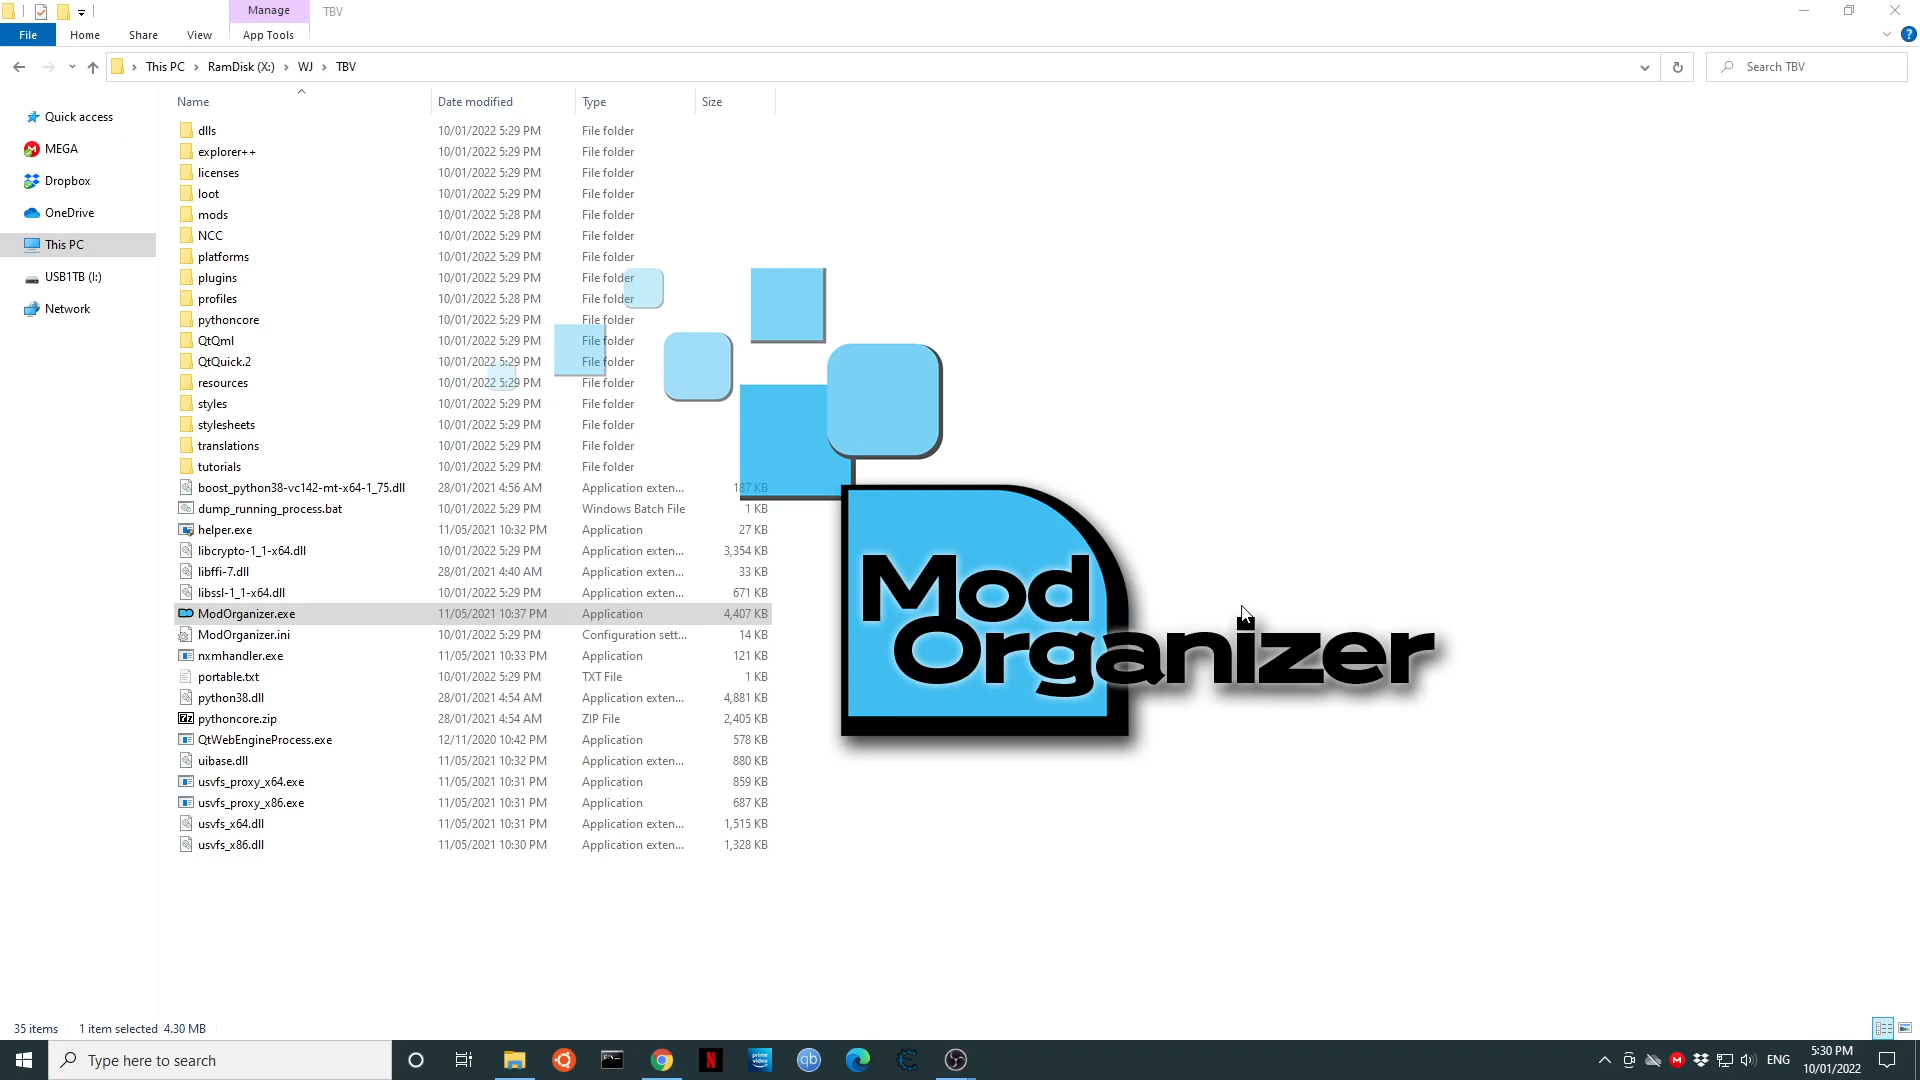 Manage TBV
File Home Share View App Tools
This PC RamDisk (X:) WJ TBV Search TBV
Name Date modified Type Size
Quick access
MEGA
Dropbox
OneDrive
This PC
USB1TB (I:)
Network
dlls 10/01/2022 5:29 PM File folder
explorer++ 10/01/2022 5:29 PM File folder
licenses 10/01/2022 5:29 PM File folder
loot 10/01/2022 5:29 PM File folder
mods 10/01/2022 5:28 PM File folder
NCC 10/01/2022 5:29 PM File folder
platforms 10/01/2022 5:29 PM File folder
plugins 10/01/2022 5:29 PM File folder
profiles 10/01/2022 5:28 PM File folder
pythoncore 10/01/2022 5:29 PM File folder
QtQml 10/01/2022 5:29 PM File folder
QtQuick.2 10/01/2022 5:29 PM File folder
resources 10/01/2022 5:29 PM File folder
styles 10/01/2022 5:29 PM File folder
stylesheets 10/01/2022 5:29 PM File folder
translations 10/01/2022 5:29 PM File folder
tutorials 10/01/2022 5:29 PM File folder
boost_python38-vc142-mt-x64-1_75.dll 28/01/2021 4:56 AM Application exten... 187 KB
dump_running_process.bat 10/01/2022 5:29 PM Windows Batch File 1 KB
helper.exe 11/05/2021 10:32 PM Application 27 KB
libcrypto-1_1-x64.dll 10/01/2022 5:29 PM Application exten... 3,354 KB
libffi-7.dll 28/01/2021 4:40 AM Application exten... 33 KB
libssl-1_1-x64.dll 10/01/2022 5:29 PM Application exten... 671 KB
ModOrganizer.exe 11/05/2021 10:37 PM Application 4,407 KB
ModOrganizer.ini 10/01/2022 5:29 PM Configuration sett... 14 KB
nxmhandler.exe 11/05/2021 10:33 PM Application 121 KB
portable.txt 10/01/2022 5:29 PM TXT File 1 KB
python38.dll 28/01/2021 4:54 AM Application exten... 4,881 KB
pythoncore.zip 28/01/2021 4:54 AM ZIP File 2,405 KB
QtWebEngineProcess.exe 12/11/2020 10:42 PM Application 578 KB
uibase.dll 11/05/2021 10:32 PM Application exten... 880 KB
usvfs_proxy_x64.exe 11/05/2021 10:31 PM Application 859 KB
usvfs_proxy_x86.exe 11/05/2021 10:31 PM Application 687 KB
usvfs_x64.dll 11/05/2021 10:31 PM Application exten... 1,515 KB
usvfs_x86.dll 11/05/2021 10:30 PM Application exten... 1,328 KB
Mod
Organizer
35 items 1 item selected 4.30 MB
Type here to search
N
prime video
qb
M
ENG
5:30 PM
10/01/2022